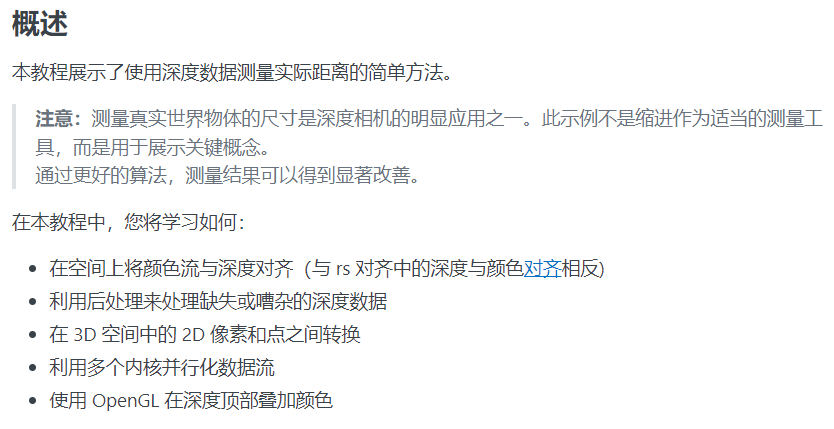 概述
本教程展示了使用深度数据测量实际距离的简单方法。
注意：测量真实世界物体的尺寸是深度相机的明显应用之一。此示例不是缩进作为适当的测量工
具，而是用于展示关键概念。
通过更好的算法，测量结果可以得到显著改善。
在本教程中，您将学习如何：
• 在空间上将颜色流与深度对齐（与 rs 对齐中的深度与颜色对齐相反)
• 利用后处理来处理缺失或嘈杂的深度数据
• 在 3D 空间中的 2D 像素和点之间转换
• 利用多个内核并行化数据流
• 使用 OpenGL 在深度顶部叠加颜色